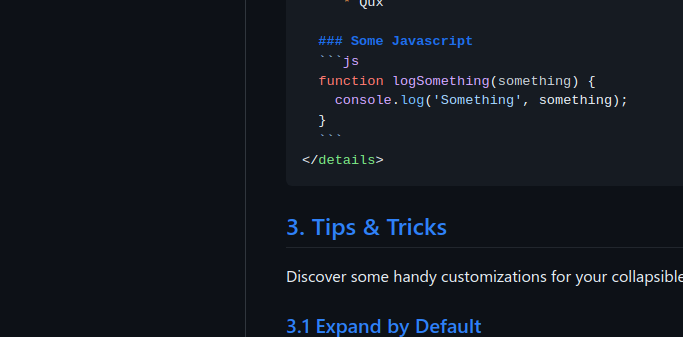 * Qux
### Some Javascript
```js
function logSomething(something) {
console.log('Something', something);
}
```
</details>
3. Tips & Tricks
Discover some handy customizations for your collapsible
3.1 Expand by Default